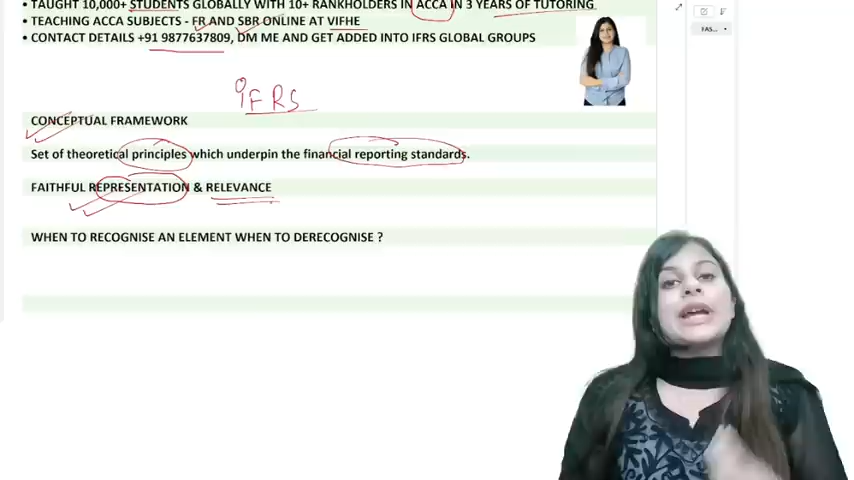 • TAUGHT 10,000+ STUDENTS GLOBALLY WITH 10+ RANKHOLDERS IN ACCA IN 3 YEARS OF TUTORING.
• TEACHING ACCA SUBJECTS - FR AND SBR ONLINE AT VIFHE
• CONTACT DETAILS +91 9877637809, DM ME AND GET ADDED INTO IFRS GLOBAL GROUPS
FAS...
iFRS
CONCEPTUAL FRAMEWORK
Set of theoretical principles which underpin the financial reporting standards.
FAITHFUL REPRESENTATION & RELEVANCE
WHEN TO RECOGNISE AN ELEMENT WHEN TO DERECOGNISE ?